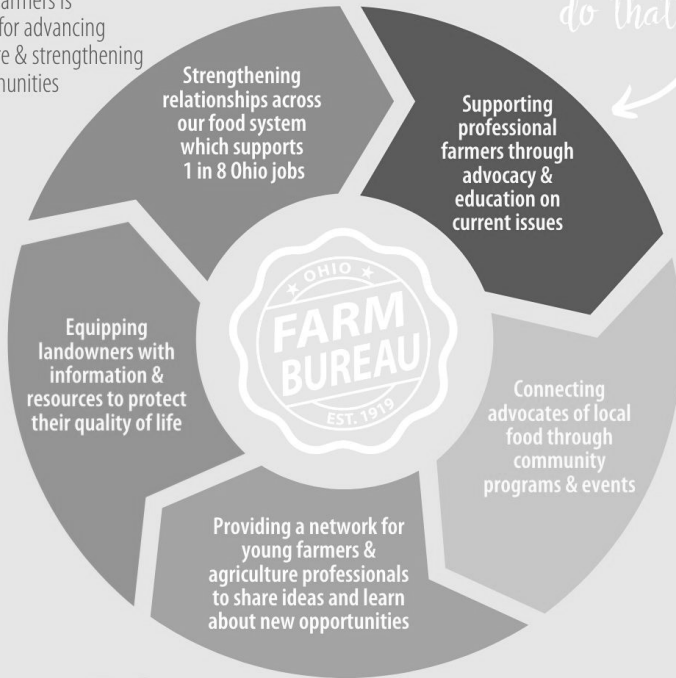 for advancing
& strengthening
do that
Strengthening
relationships across
our food system
which supports
1 in 8 Ohio jobs
Supporting
professional
farmers through
advocacy &
education on
current issues
Connecting
advocates of local
food through
community
programs & events
Providing a network for
young farmers &
agriculture professionals
to share ideas and learn
about new opportunities
Equipping
landowners with
information &
resources to protect
their quality of life
OHIO
FARM
BUREAU
EST. 1919